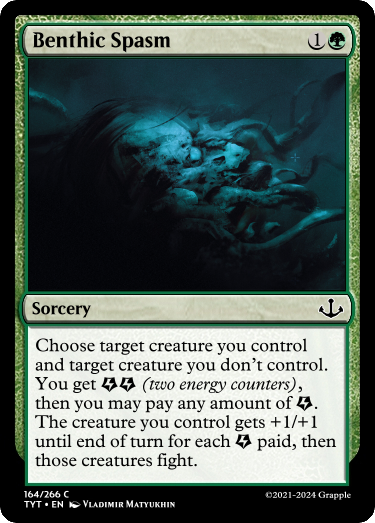 Benthic Spasm 1
Sorcery
Choose target creature you control
and target creature you don't control.
You get (two energy counters),
then you may pay any amount of .
The creature you control gets +1/+1
until end of turn for each paid, then
those creatures fight.
164/266 C
TYT • EN Vladimir Matyukhin
©2021-2024 Grapple